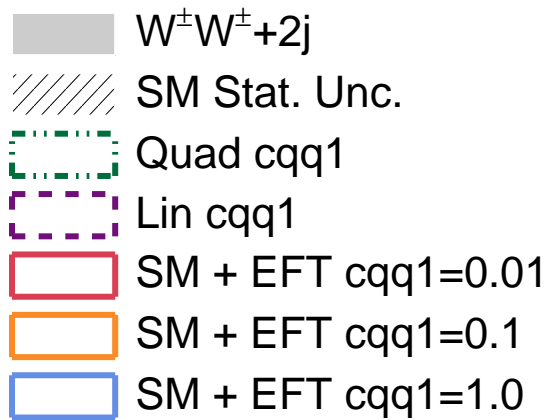 W±W±+2j
SM Stat. Unc.
Quad cqq1
Lin cqq1
SM + EFT cqq1=0.01
SM + EFT cqq1=0.1
SM + EFT cqq1=1.0